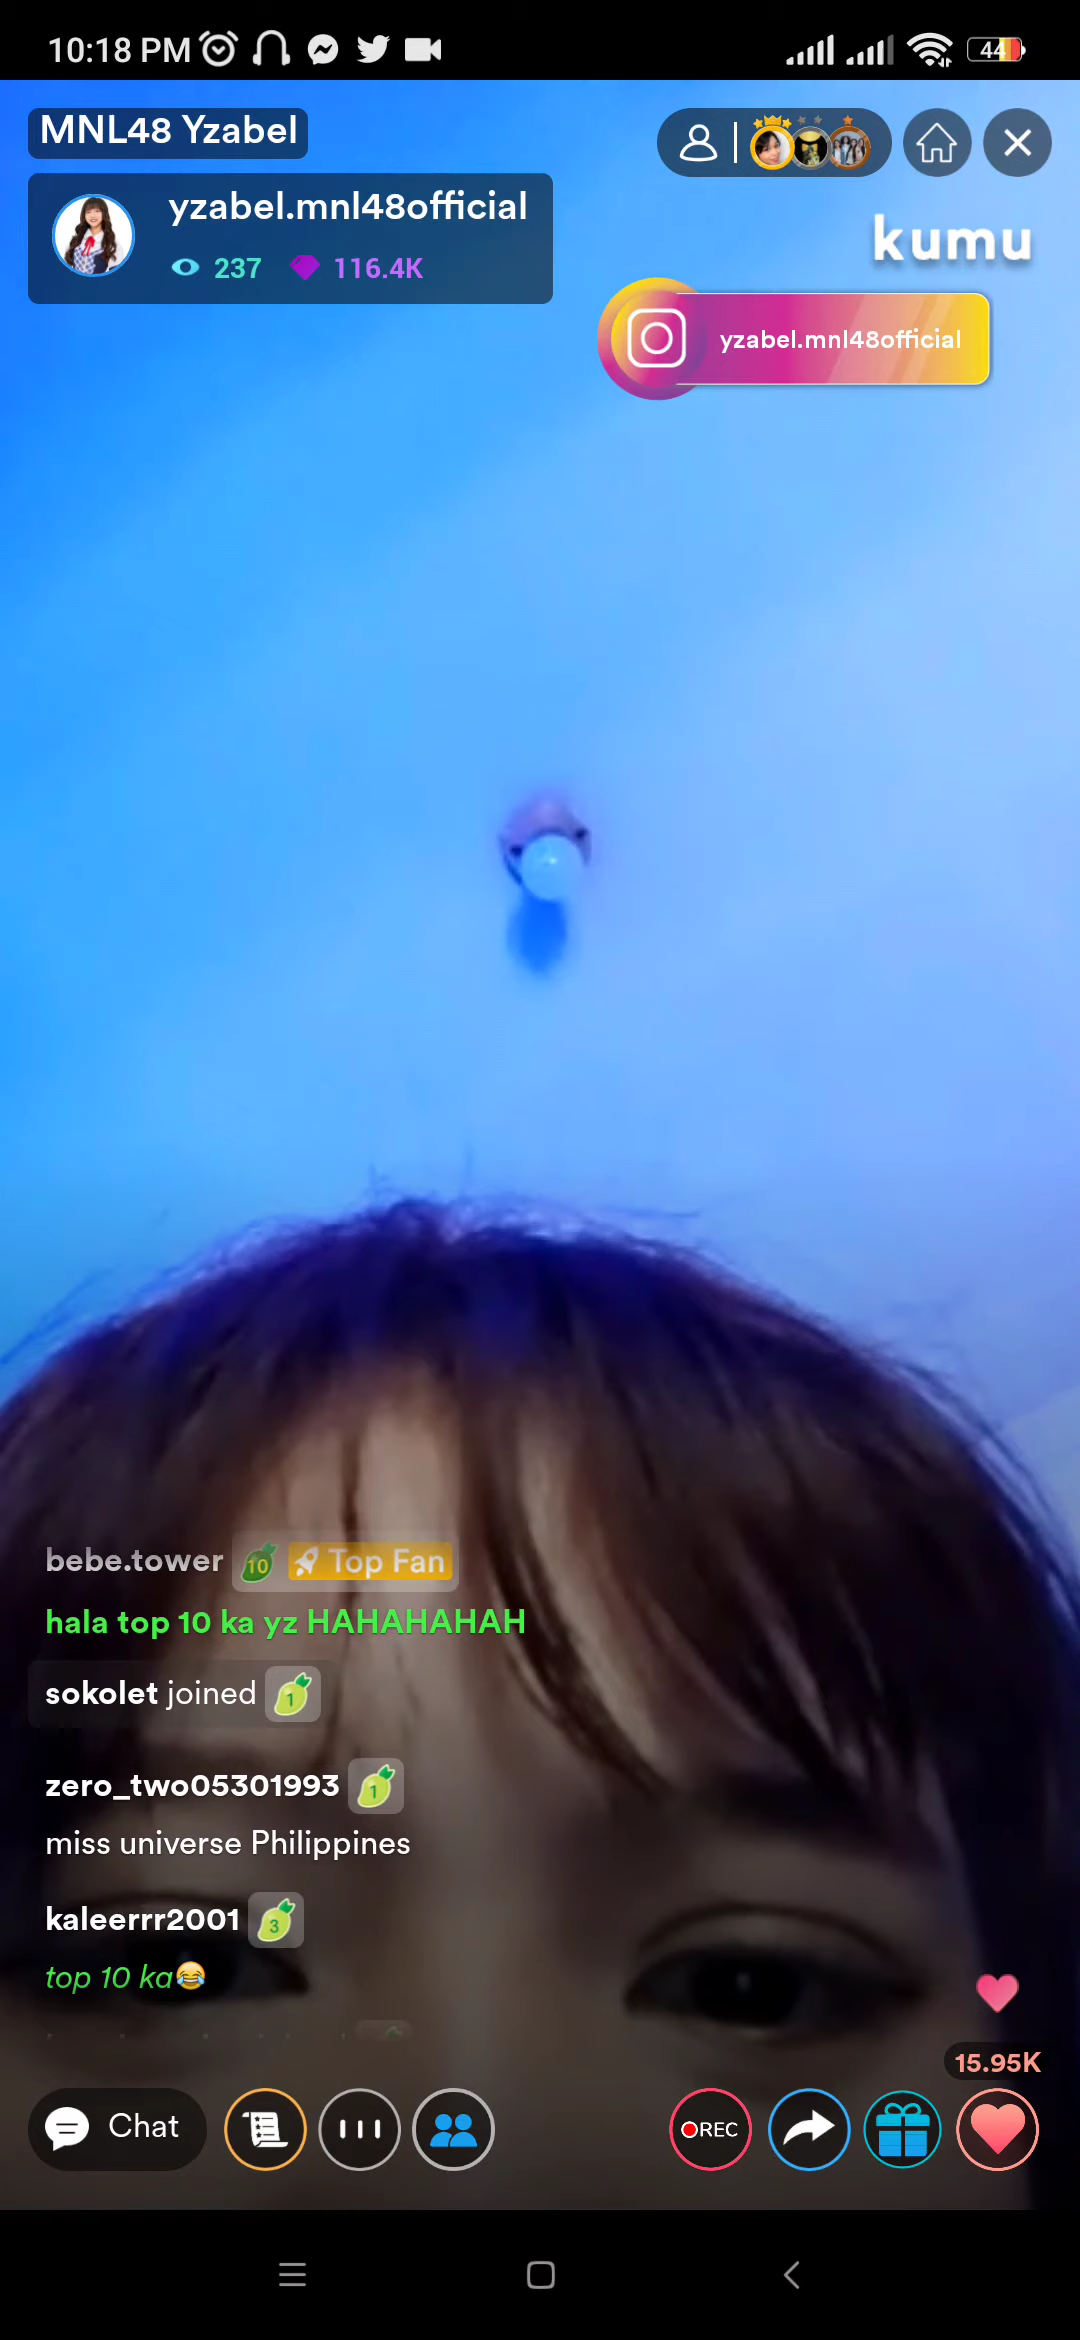 10:18 PM
44
MNL48 Yzabel
yzabel.mnl48official
237 116.4K
kumu
yzabel.mnl48official
bebe.tower 10 Top Fan
hala top 10 ka yz HAHAHAHAH
sokolet joined 1
zero_two05301993 1
miss universe Philippines
kaleerrr2001 3
top 10 ka😂
15.95K
Chat
REC